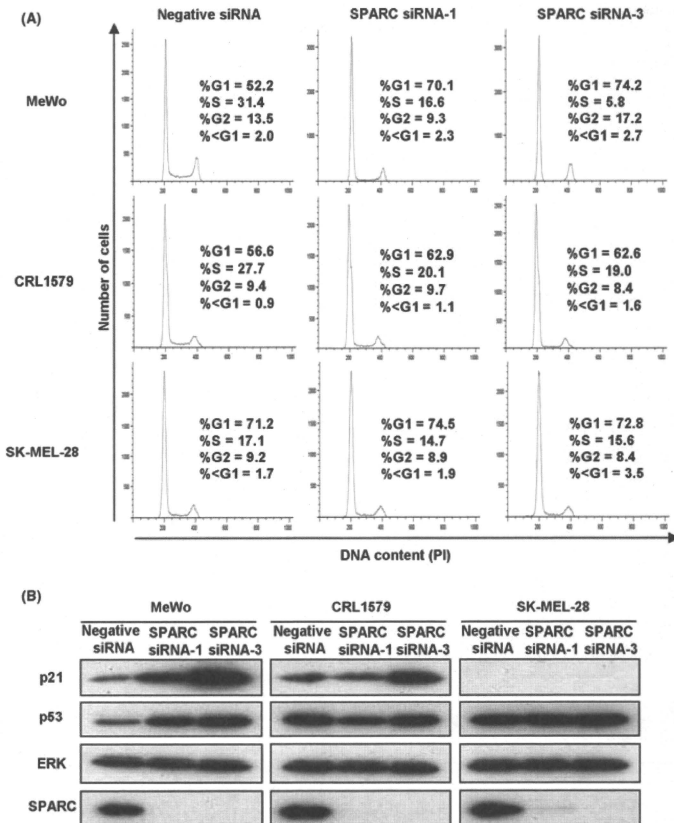 (A)
Negative siRNA SPARC siRNA-1 SPARC siRNA-3
MeWo
%G1 = 52.2
%S = 31.4
%G2 = 13.5
%<G1 = 2.0
%G1 = 70.1
%S = 16.6
%G2 = 9.3
%<G1 = 2.3
%G1 = 74.2
%S = 5.8
%G2 = 17.2
%<G1 = 2.7
CRL1579
Number of cells
%G1 = 56.6
%S = 27.7
%G2 = 9.4
%<G1 = 0.9
%G1 = 62.9
%S = 20.1
%G2 = 9.7
%<G1 = 1.1
%G1 = 62.6
%S = 19.0
%G2 = 8.4
%<G1 = 1.6
SK-MEL-28
%G1 = 71.2
%S = 17.1
%G2 = 9.2
%<G1 = 1.7
%G1 = 74.5
%S = 14.7
%G2 = 8.9
%<G1 = 1.9
%G1 = 72.8
%S = 15.6
%G2 = 8.4
%<G1 = 3.5
DNA content (PI)
(B)
MeWo CRL1579 SK-MEL-28
Negative SPARC SPARC Negative SPARC SPARC Negative SPARC SPARC
siRNA siRNA-1 siRNA-3 siRNA siRNA-1 siRNA-3 siRNA siRNA-1 siRNA-3
p21
p53
ERK
SPARC